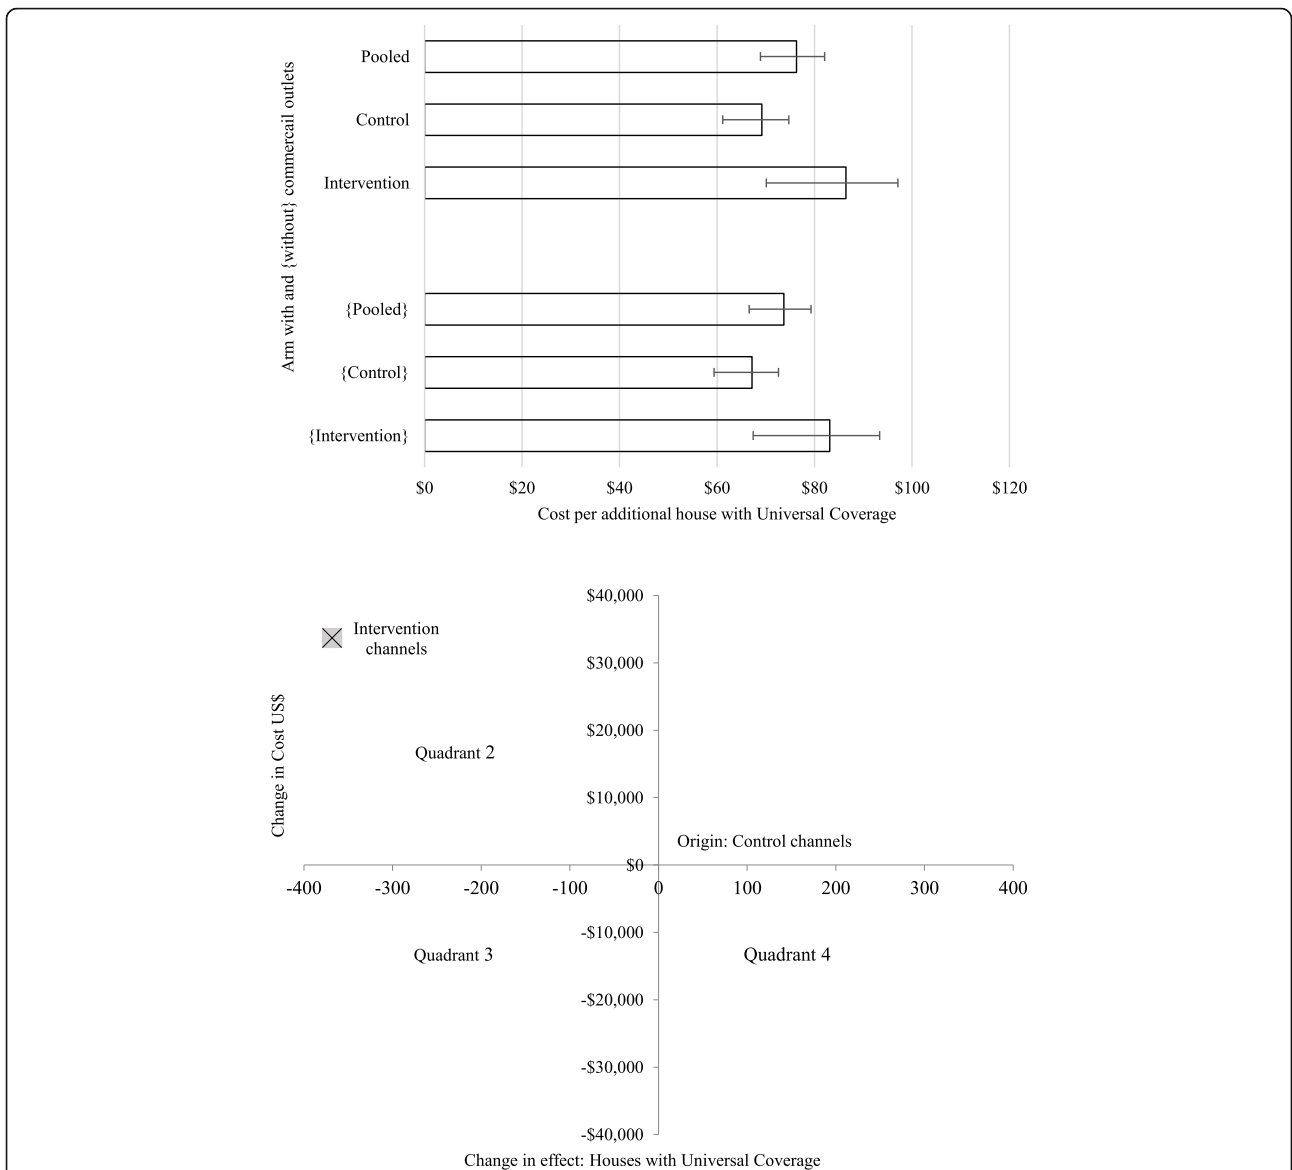 Arm with and {without} commercail outlets
Pooled
Control
Intervention
{Pooled}
{Control}
{Intervention}
$0 $20 $40 $60 $80 $100 $120
Cost per additional house with Universal Coverage
Change in Cost US$
$40,000
Intervention
channels
$30,000
$20,000
Quadrant 2
$10,000
Origin: Control channels
$0
-400 -300 -200 -100 0 100 200 300 400
-$10,000
Quadrant 3
Quadrant 4
-$20,000
-$30,000
-$40,000
Change in effect: Houses with Universal Coverage